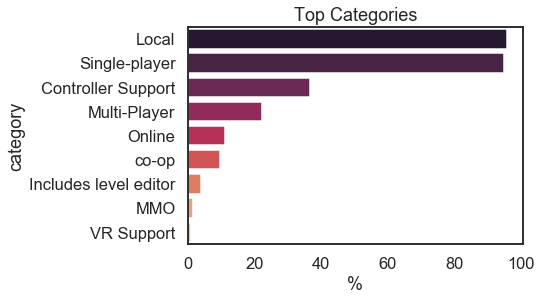 Top Categories
category
Local
Single-player
Controller Support
Multi-Player
Online
co-op
Includes level editor
MMO
VR Support
0 20 40 60 80 100
%